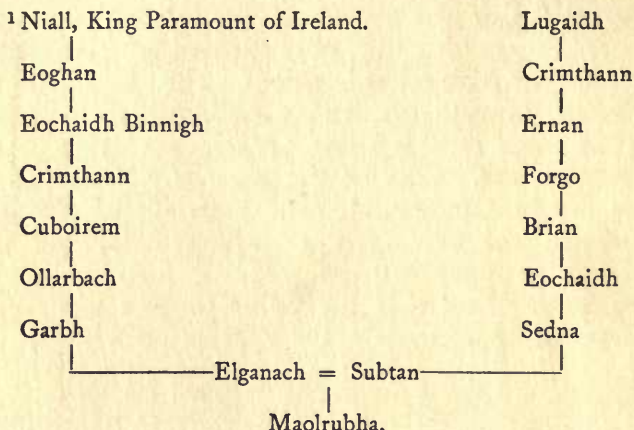 1 Niall, King Paramount of Ireland. Lugaidh
Eoghan Crimthann
Eochaidh Binnigh Ernan
Crimthann Forgo
Cuboirem Brian
Ollarbach Eochaidh
Garbh Sedna
Elganach = Subtan
Maolrubha.